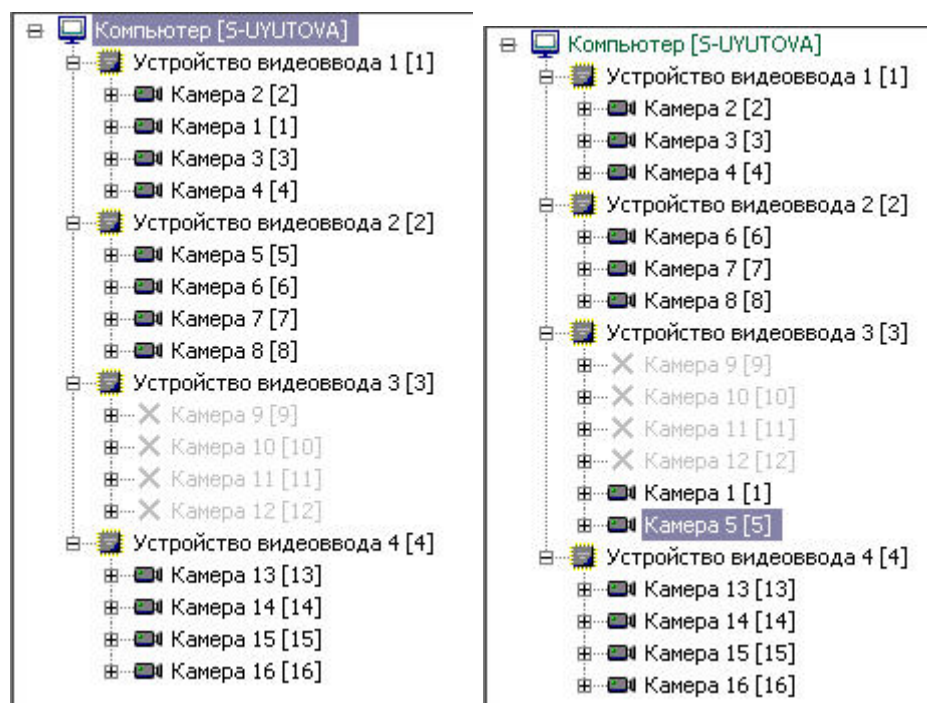 Компьютер [S-UYUTOVA]
Устройство видеоввода 1 [1]
Камера 2 [2]
Камера 1 [1]
Камера 3 [3]
Камера 4 [4]
Устройство видеоввода 2 [2]
Камера 5 [5]
Камера 6 [6]
Камера 7 [7]
Камера 8 [8]
Устройство видеоввода 3 [3]
Камера 9 [9]
Камера 10 [10]
Камера 11 [11]
Камера 12 [12]
Устройство видеоввода 4 [4]
Камера 13 [13]
Камера 14 [14]
Камера 15 [15]
Камера 16 [16]
Компьютер [S-UYUTOVA]
Устройство видеоввода 1 [1]
Камера 2 [2]
Камера 3 [3]
Камера 4 [4]
Устройство видеоввода 2 [2]
Камера 6 [6]
Камера 7 [7]
Камера 8 [8]
Устройство видеоввода 3 [3]
Камера 9 [9]
Камера 10 [10]
Камера 11 [11]
Камера 12 [12]
Камера 1 [1]
Камера 5 [5]
Устройство видеоввода 4 [4]
Камера 13 [13]
Камера 14 [14]
Камера 15 [15]
Камера 16 [16]